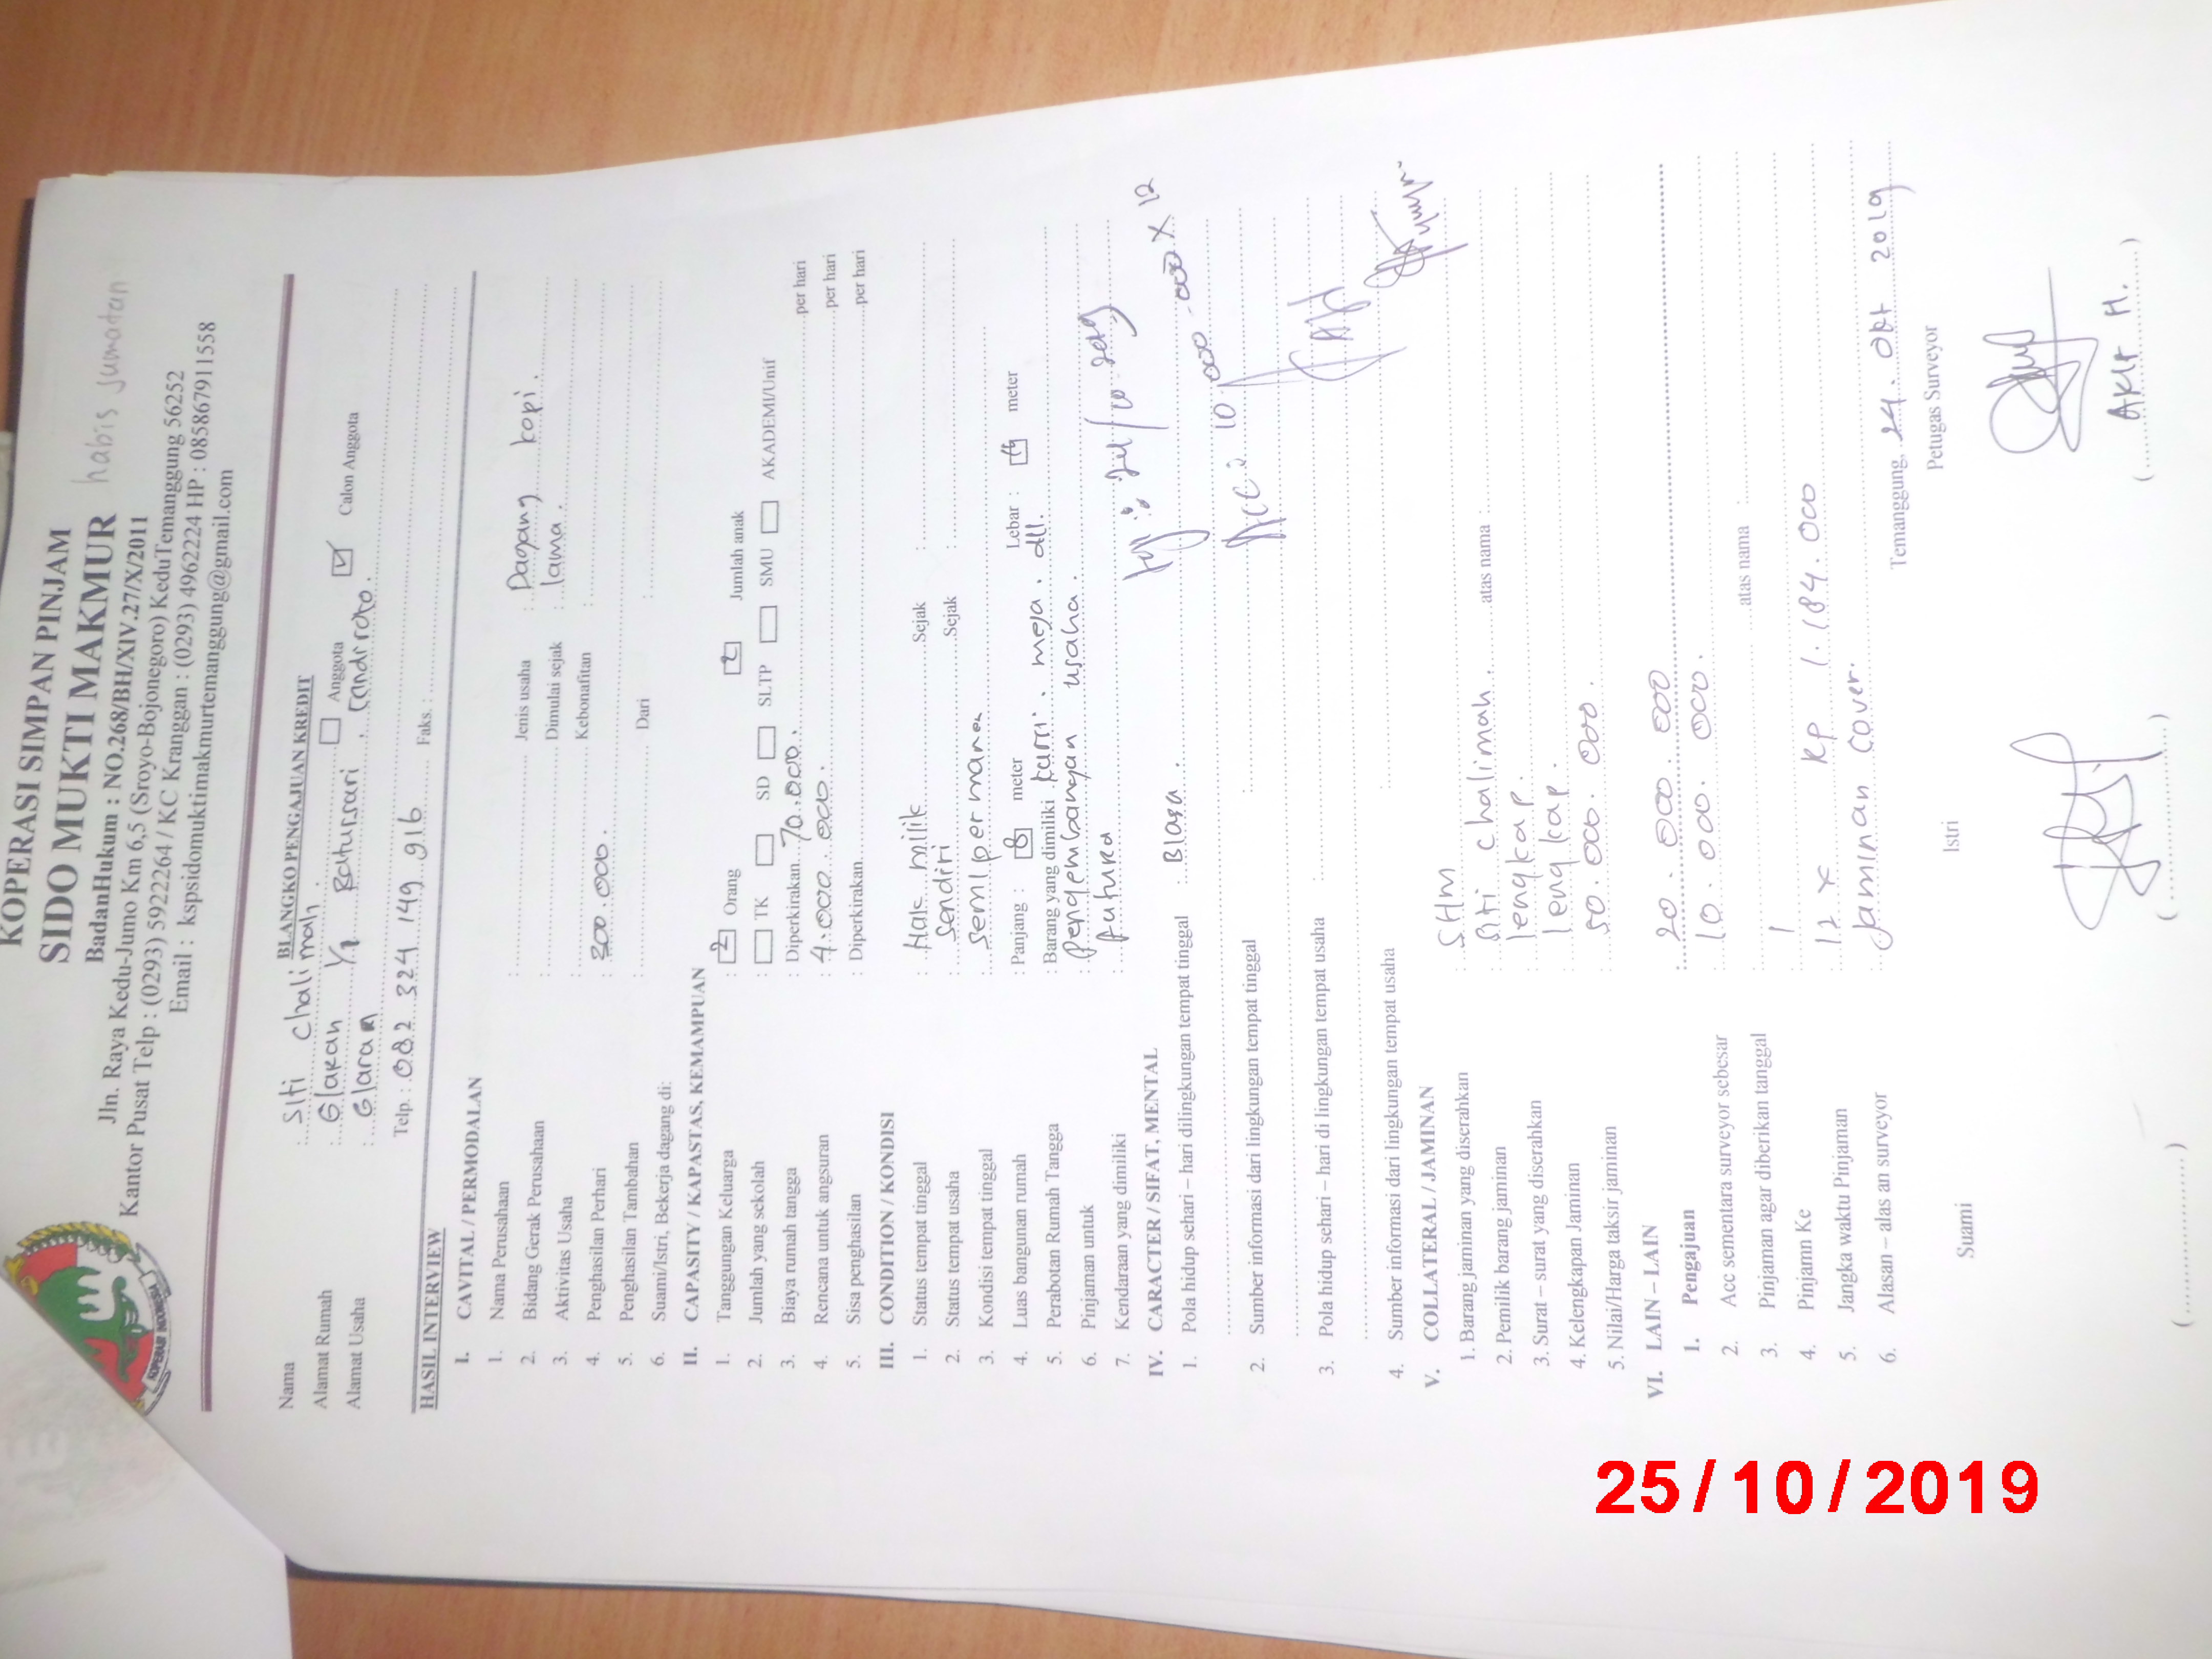 KOPERASI SIMPAN PINJAM
SIDO MUKTI MAKMUR
habis jumatan
BadanHukum : NO.268/BH/XIV.27/X/2011
Jln. Raya Kedu-Jumo Km 6,5 (Sroyo-Bojonegoro) KeduTemanggung 56252
Kantor Pusat Telp : (0293) 5922264 / KC Kranggan : (0293) 4962224 HP : 085867911558
Email : kspsidomuktimakmurtemanggung@gmail.com
KOPERASI INDONESIA
BLANGKO PENGAJUAN KREDIT
Nama : Siti chalimah. Anggota Calon Anggota
Alamat Rumah : Glapan 1/2 Batursari, Candiroto.
Alamat Usaha :
Telp. : 082 324 149 916 Faks. :
HASIL INTERVIEW
I. CAVITAL / PERMODALAN
1. Nama Perusahaan :
2. Bidang Gerak Perusahaan : Jenis usaha : Dagang kopi.
3. Aktivitas Usaha : Dimulai sejak : lama.
4. Penghasilan Perhari : 300.000. Kebonafitan :
5. Penghasilan Tambahan :
6. Suami/Istri, Bekerja dagang di: Dari :
II. CAPASITY / KAPASTAS, KEMAMPUAN
1. Tanggungan Keluarga : 2 Orang Jumlah anak
2. Jumlah yang sekolah : TK SD SLTP SMU AKADEMI/Unif
3. Biaya rumah tangga : Diperkirakan 70.000. per hari
4. Rencana untuk angsuran : 4.000.000. per hari
5. Sisa penghasilan Diperkirakan per hari
III. CONDITION / KONDISI
1. Status tempat tinggal : Hak milik Sejak :
2. Status tempat usaha : sendiri Sejak :
3. Kondisi tempat tinggal : semipermanen
4. Luas bangunan rumah : Panjang : 8 meter Lebar : meter
5. Perabotan Rumah Tangga : Barang yang dimiliki kursi, meja, dll.
6. Pinjaman untuk : Pengembangan usaha.
7. Kendaraan yang dimiliki : futura
IV. CARACTER / SIFAT, MENTAL
1. Pola hidup sehari – hari dilingkungan tempat tinggal : Biasa. 10.000.000 x 12
2. Sumber informasi dari lingkungan tempat tinggal : Acc : 10
3. Pola hidup sehari – hari di lingkungan tempat usaha :
4. Sumber informasi dari lingkungan tempat usaha :
V. COLLATERAL / JAMINAN
1. Barang jaminan yang diserahkan : SHM
2. Pemilik barang jaminan : Siti chalimah. atas nama :
3. Surat – surat yang diserahkan : lengkap.
4. Kelengkapan Jaminan : lengkap.
5. Nilai/Harga taksir jaminan : 50.000.000.
VI. LAIN – LAIN
1. Pengajuan : 20.000.000
2. Acc sementara surveyor sebesar : 10.000.000.
3. Pinjaman agar diberikan tanggal : atas nama :
4. Pinjamn Ke : 1
5. Jangka waktu Pinjaman : 12 x Rp 1.184.000
6. Alasan – alas an surveyor : Jaminan cover.
Temanggung, 24. Okt 2019
Suami Istri Petugas Surveyor
(...............) (...............) ( AKIT H. )
25/10/2019